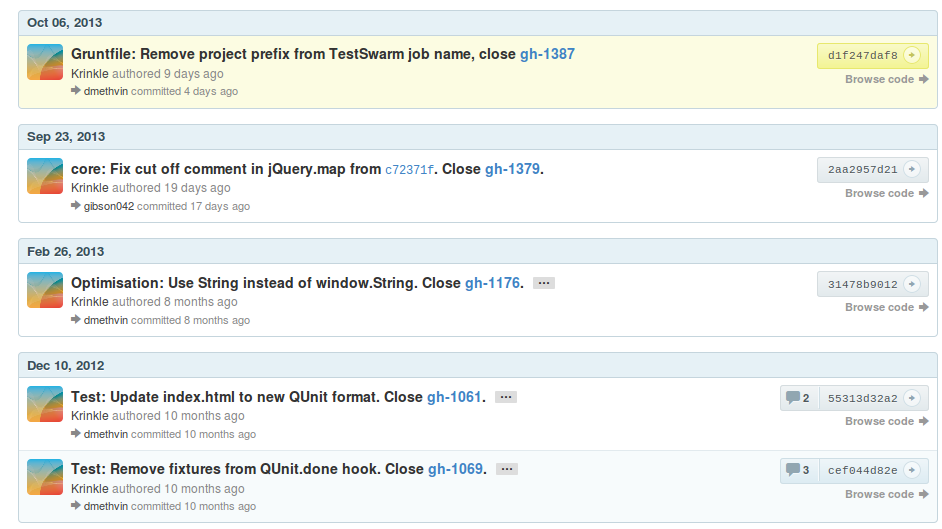 Oct 06, 2013
Gruntfile: Remove project prefix from TestSwarm job name, close gh-1387
d1f247daf8
Krinkle authored 9 days ago
Browse code
dmethvin committed 4 days ago
Sep 23, 2013
core: Fix cut off comment in jQuery.map from c72371f. Close gh-1379.
2aa2957d21
Krinkle authored 19 days ago
Browse code
gibson042 committed 17 days ago
Feb 26, 2013
Optimisation: Use String instead of window.String. Close gh-1176. ...
31478b9012
Krinkle authored 8 months ago
Browse code
dmethvin committed 8 months ago
Dec 10, 2012
Test: Update index.html to new QUnit format. Close gh-1061. ...
2 55313d32a2
Krinkle authored 10 months ago
Browse code
dmethvin committed 10 months ago
Test: Remove fixtures from QUnit.done hook. Close gh-1069. ...
3 cef044d82e
Krinkle authored 10 months ago
Browse code
dmethvin committed 10 months ago